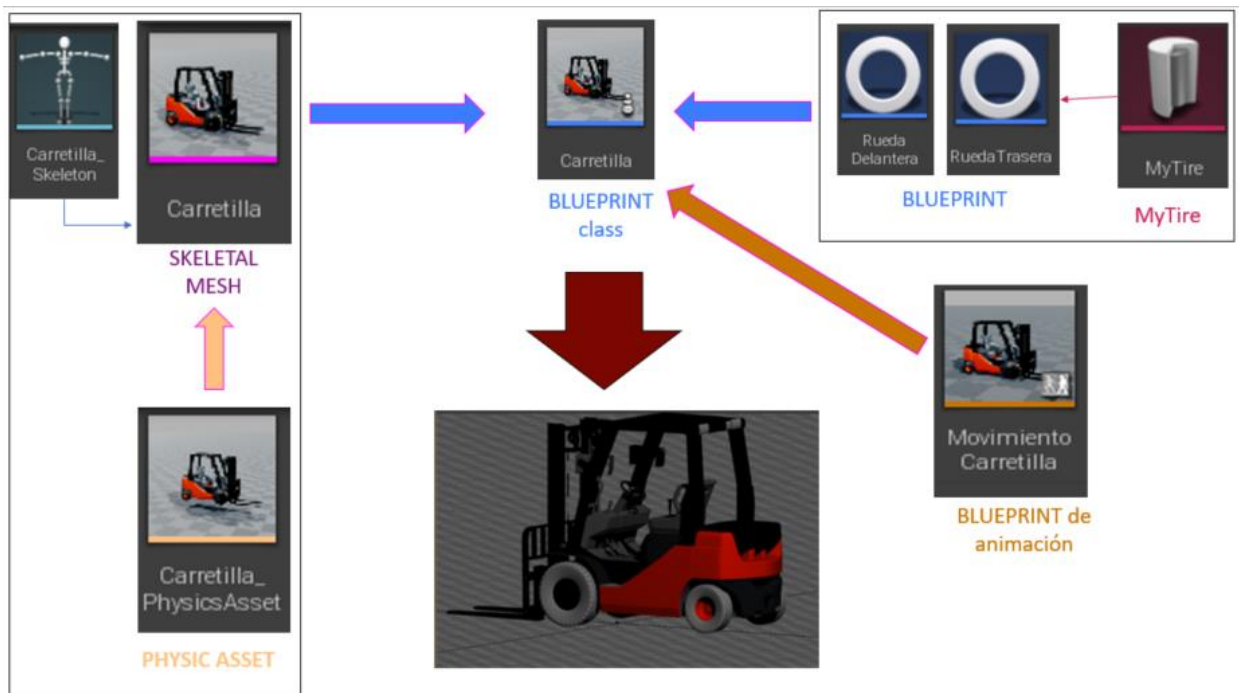 Carretilla_
Skeleton
Carretilla
SKELETAL
MESH
Carretilla_
PhysicsAsset
PHYSIC ASSET
Carretilla
BLUEPRINT
class
Rueda
Delantera
RuedaTrasera
BLUEPRINT
MyTire
MyTire
Movimiento
Carretilla
BLUEPRINT de
animación